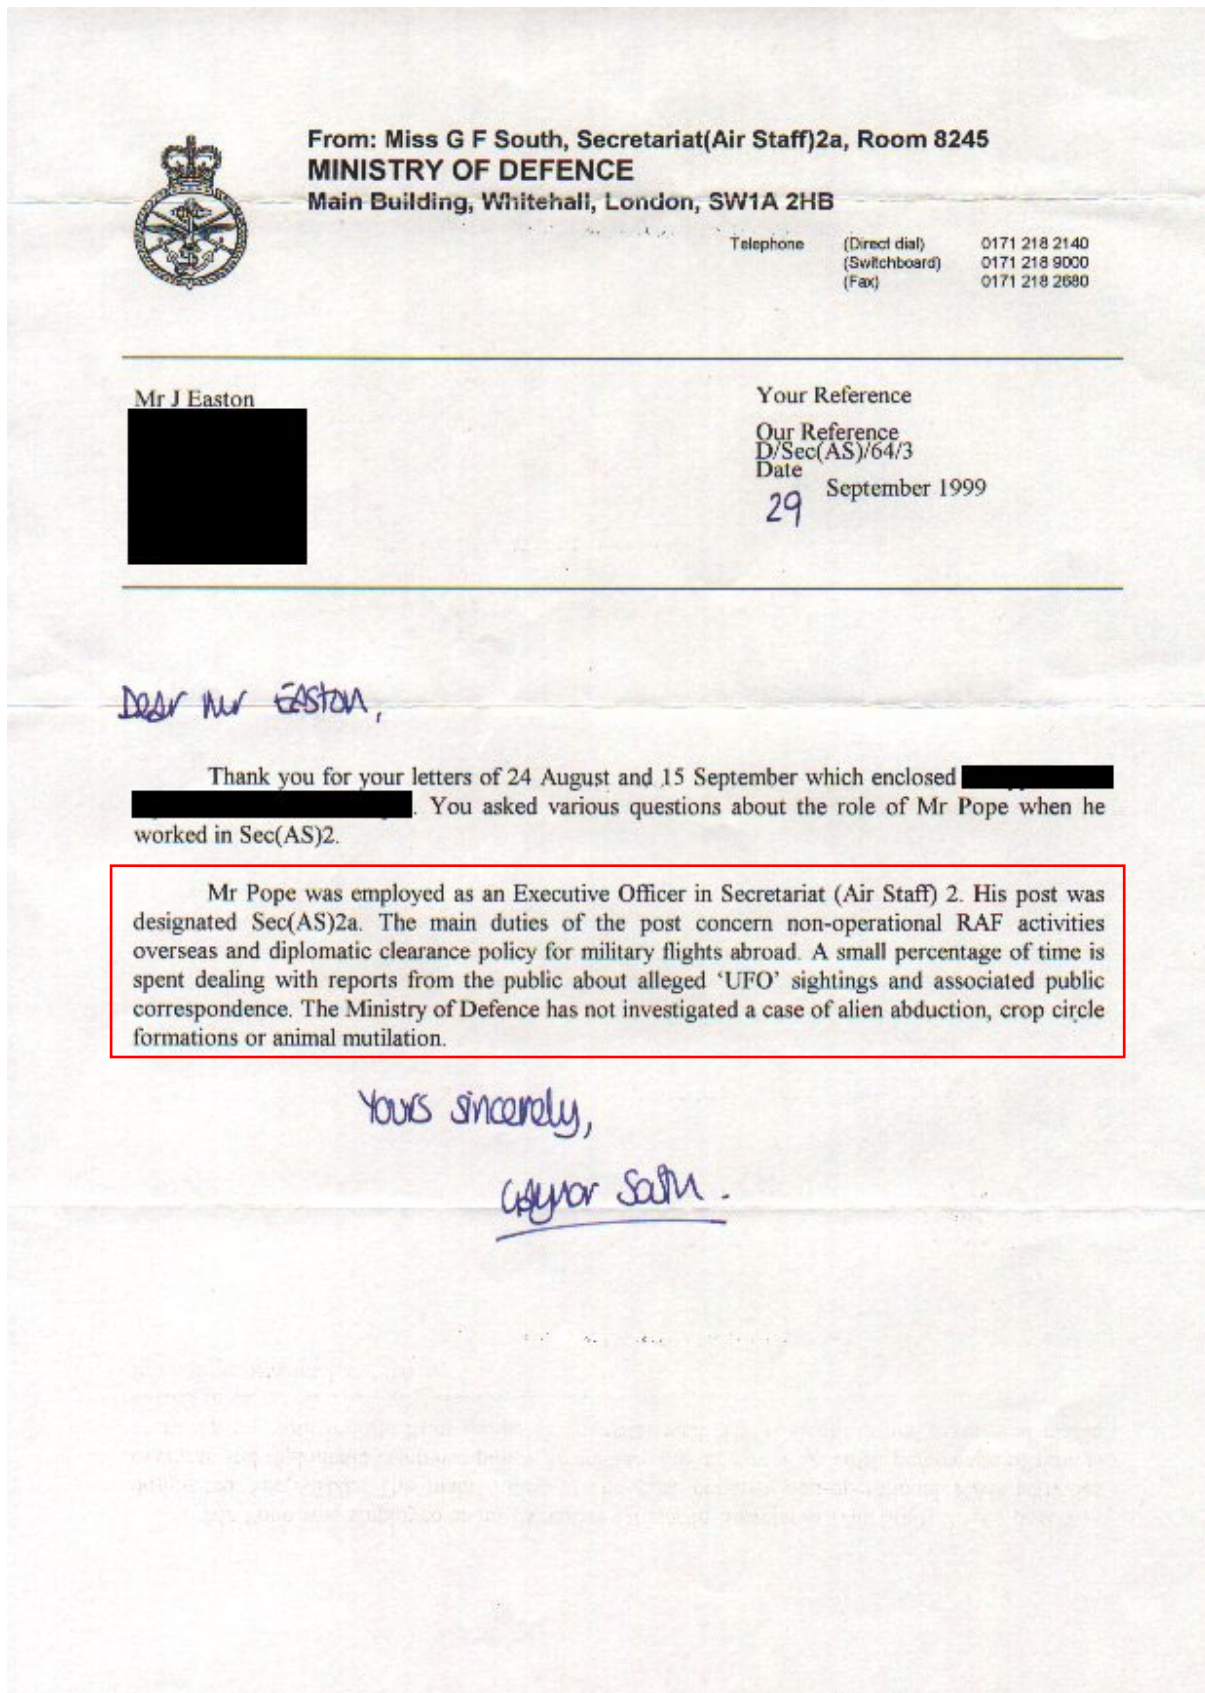 From: Miss G F South, Secretariat(Air Staff)2a, Room 8245
MINISTRY OF DEFENCE
Main Building, Whitehall, London, SW1A 2HB
Telephone (Direct dial) 0171 218 2140
(Switchboard) 0171 218 9000
(Fax) 0171 218 2680
Mr J Easton
Your Reference
Our Reference
D/Sec(AS)/64/3
Date
29 September 1999
Dear Mr Easton,
Thank you for your letters of 24 August and 15 September which enclosed
. You asked various questions about the role of Mr Pope when he
worked in Sec(AS)2.
Mr Pope was employed as an Executive Officer in Secretariat (Air Staff) 2. His post was
designated Sec(AS)2a. The main duties of the post concern non-operational RAF activities
overseas and diplomatic clearance policy for military flights abroad. A small percentage of time is
spent dealing with reports from the public about alleged ‘UFO’ sightings and associated public
correspondence. The Ministry of Defence has not investigated a case of alien abduction, crop circle
formations or animal mutilation.
Yours sincerely,
Gaynor South.